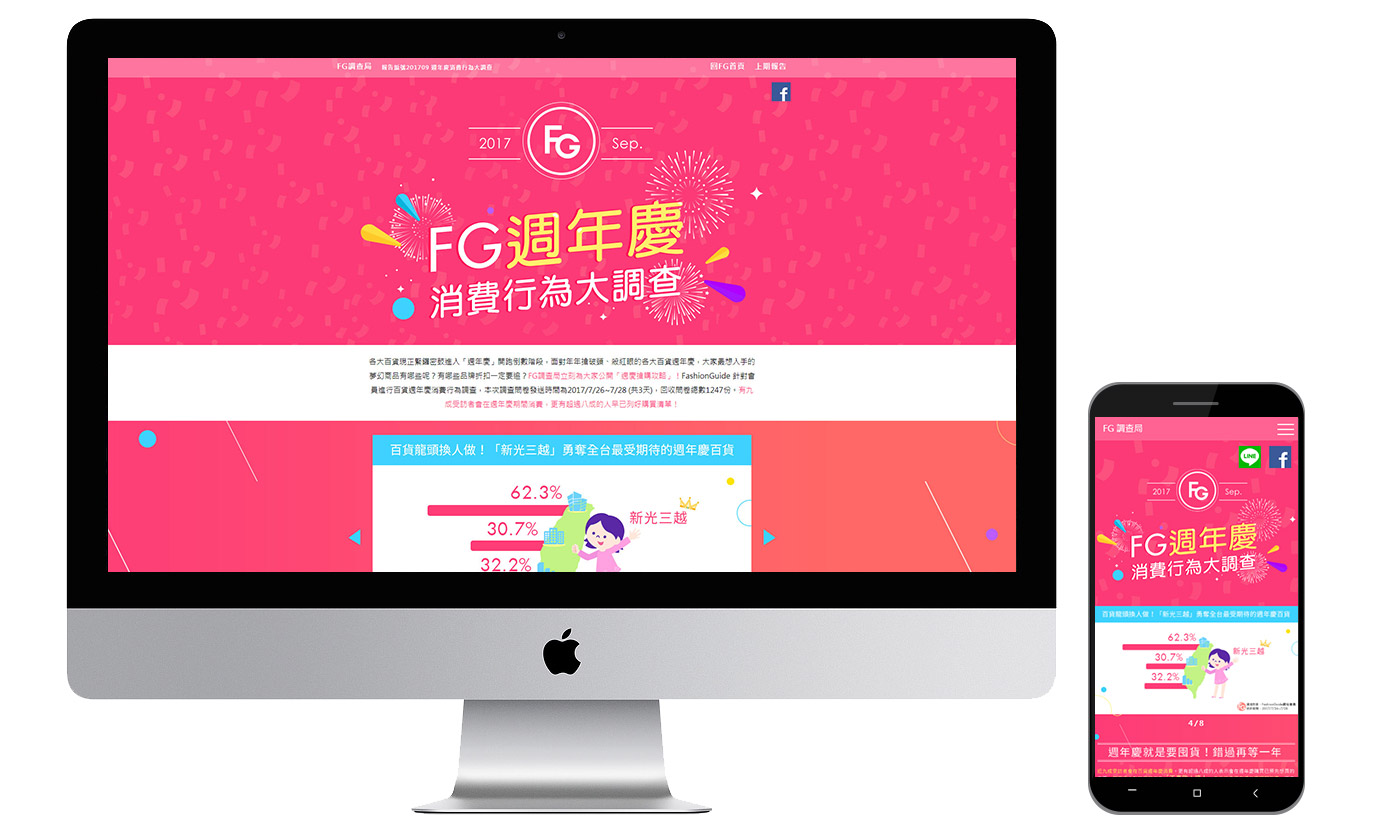 FG調查局 報告編號201709 週年慶消費行為大調查
回FG首頁 上期報告
f
2017 FG Sep.
FG週年慶
消費行為大調查
各大百貨現正緊鑼密鼓進入「週年慶」開跑倒數階段,面對年年搶破頭、殺紅眼的各大百貨週年慶,大家最想入手的
夢幻商品有哪些呢?有哪些品牌折扣一定要追?FG調查局立刻為大家公開「週慶搶購攻略」!FashionGuide 針對會
員進行百貨週年慶消費行為調查,本次調查問卷發送時間為2017/7/26~7/28 (共3天),回收問卷總數1247份。有九
成受訪者會在週年慶期間消費,更有超過八成的人早已列好購買清單!
百貨龍頭換人做!「新光三越」勇奪全台最受期待的週年慶百貨
62.3%
新光三越
30.7%
32.2%
FG 調查局
LINE f
2017 FG Sep.
FG週年慶
消費行為大調查
百貨龍頭換人做!「新光三越」勇奪全台最受期待的週年慶百貨
62.3%
新光三越
30.7%
32.2%
4/8
週年慶就是要囤貨!錯過再等一年